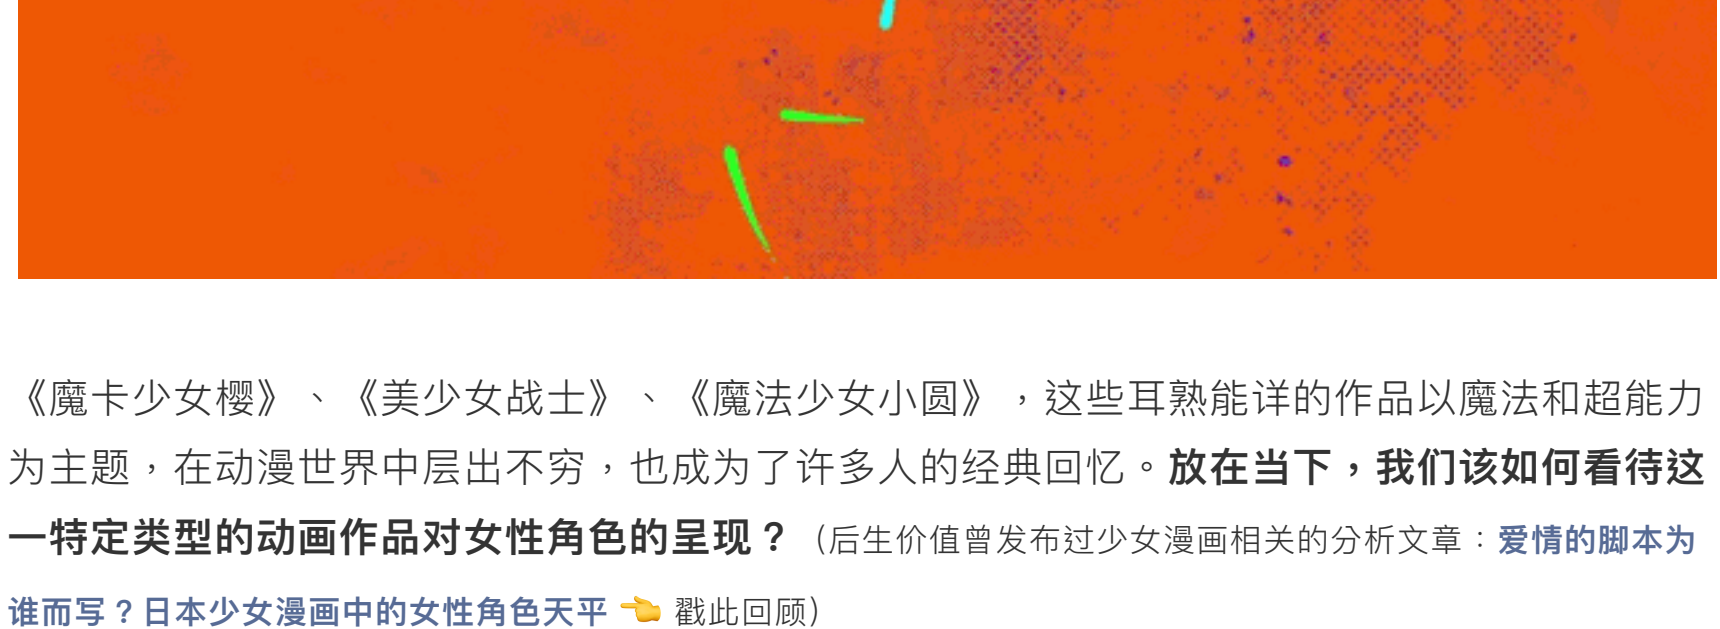 《魔卡少女樱》、《美少女战士》、《魔法少女小圆》，这些耳熟能详的作品以魔法和超能力
为主题，在动漫世界中层出不穷，也成为了许多人的经典回忆。放在当下，我们该如何看待这
一特定类型的动画作品对女性角色的呈现？（后生价值曾发布过少女漫画相关的分析文章：爱情的脚本为
谁而写？日本少女漫画中的女性角色天平 👈 戳此回顾）